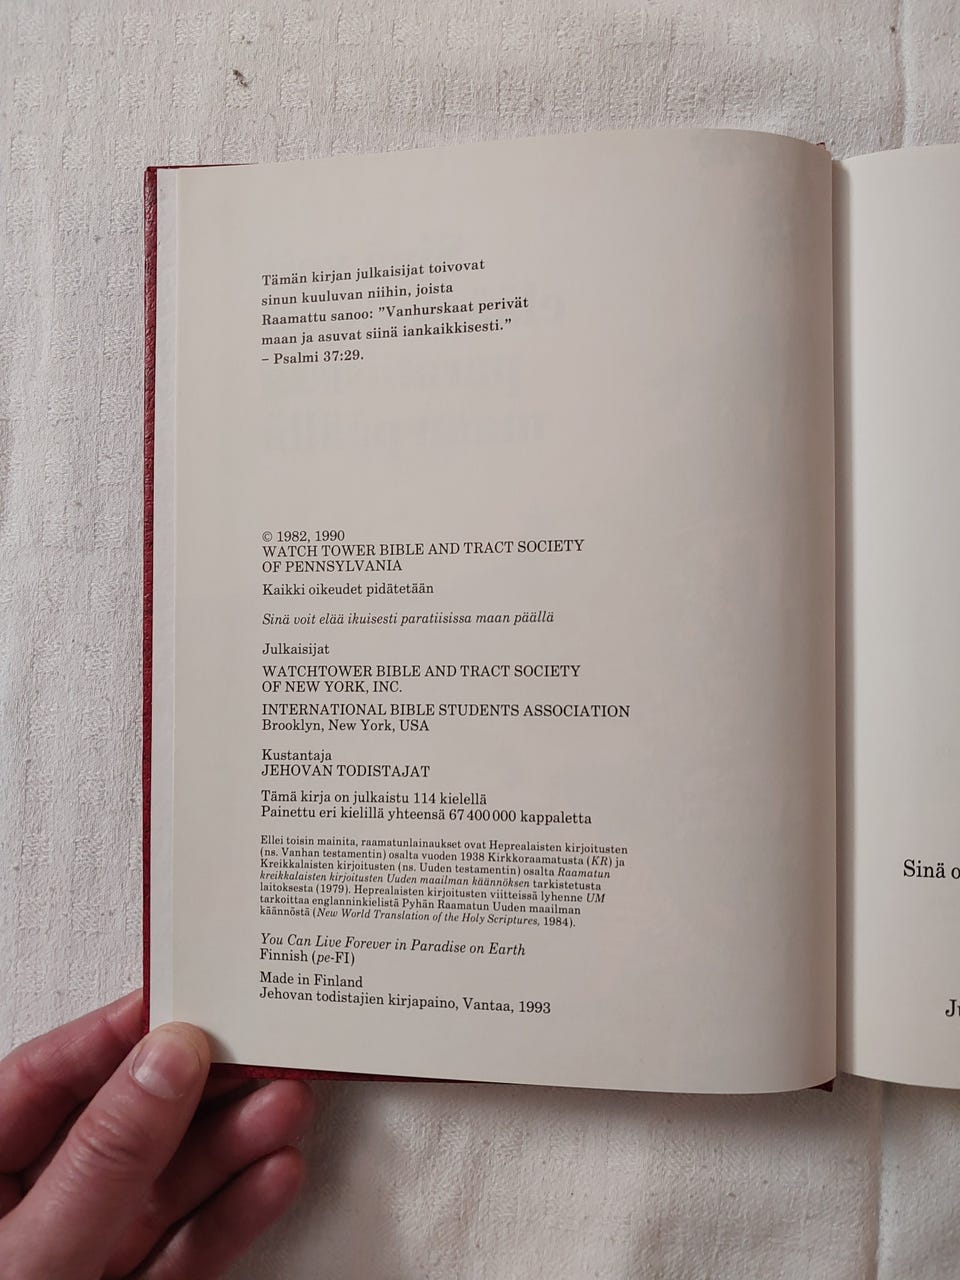 Tämän kirjan julkaisijat toivovat
sinun kuuluvan niihin, joista
Raamattu sanoo: ”Vanhurskaat perivät
maan ja asuvat siinä iankaikkisesti.”
– Psalmi 37:29.
© 1982, 1990
WATCH TOWER BIBLE AND TRACT SOCIETY
OF PENNSYLVANIA
Kaikki oikeudet pidätetään
Sinä voit elää ikuisesti paratiisissa maan päällä
Julkaisijat
WATCHTOWER BIBLE AND TRACT SOCIETY
OF NEW YORK, INC.
INTERNATIONAL BIBLE STUDENTS ASSOCIATION
Brooklyn, New York, USA
Kustantaja
JEHOVAN TODISTAJAT
Tämä kirja on julkaistu 114 kielellä
Painettu eri kielillä yhteensä 67 400 000 kappaletta
Ellei toisin mainita, raamatunlainaukset ovat Heprealaisten kirjoitusten
(ns. Vanhan testamentin) osalta vuoden 1938 Kirkkoraamatusta (KR) ja
Kreikkalaisten kirjoitusten (ns. Uuden testamentin) osalta Raamatun
kreikkalaisten kirjoitusten Uuden maailman käännöksen tarkistetusta
laitoksesta (1979). Heprealaisten kirjoitusten viitteissä lyhenne UM
tarkoittaa englanninkielistä Pyhän Raamatun Uuden maailman
käännöstä (New World Translation of the Holy Scriptures, 1984).
You Can Live Forever in Paradise on Earth
Finnish (pe-FI)
Made in Finland
Jehovan todistajien kirjapaino, Vantaa, 1993
Sinä